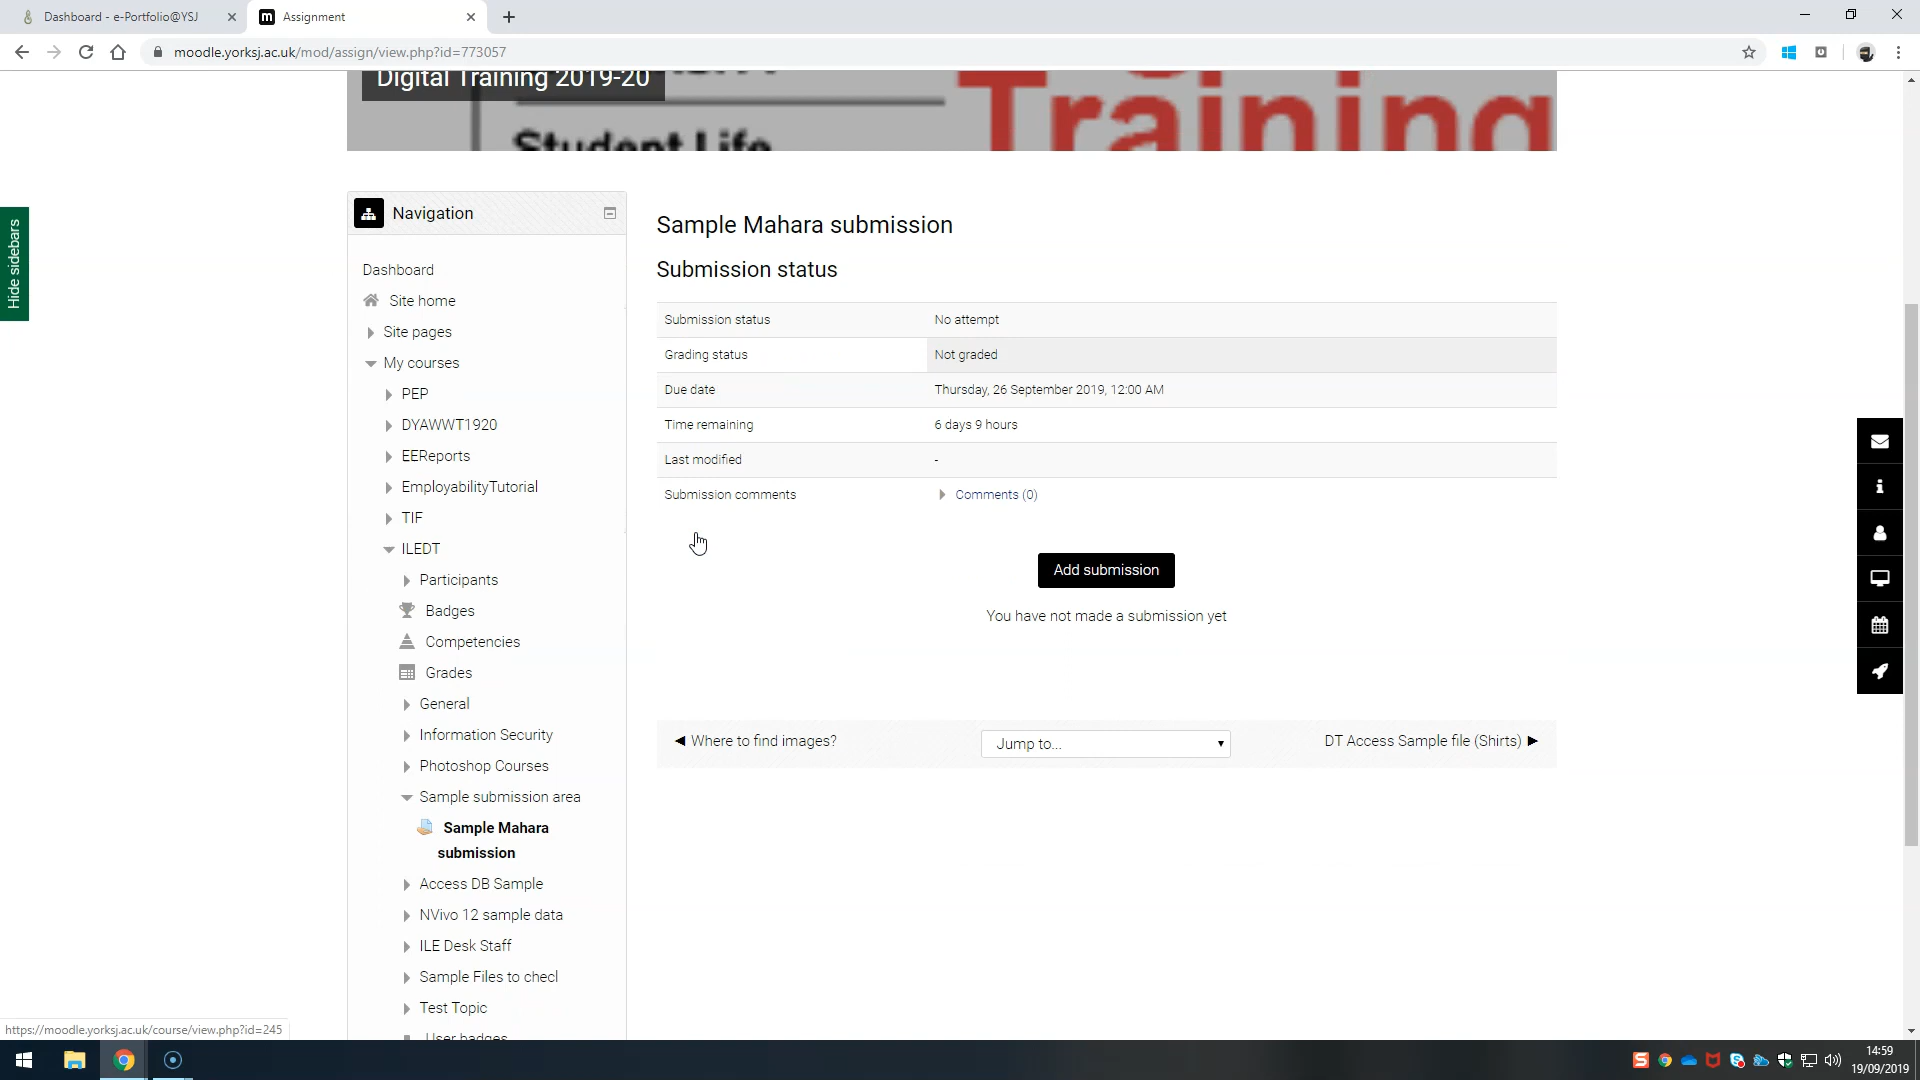 Dashboard - e-Portfolio@YSJ
Assignment
moodle.yorksj.ac.uk/mod/assign/view.php?id=773057
Digital Training 2019-20
Training
Student Life
Hide sidebars
Navigation
Dashboard
Site home
Site pages
My courses
PEP
DYAWWT1920
EEReports
EmployabilityTutorial
TIF
ILEDT
Participants
Badges
Competencies
Grades
General
Information Security
Photoshop Courses
Sample submission area
Sample Mahara
submission
Access DB Sample
NVivo 12 sample data
ILE Desk Staff
Sample Files to checl
Test Topic
User badges
Sample Mahara submission
Submission status
Submission status No attempt
Grading status Not graded
Due date Thursday, 26 September 2019, 12:00 AM
Time remaining 6 days 9 hours
Last modified -
Submission comments Comments (0)
Add submission
You have not made a submission yet
Where to find images?
Jump to...
DT Access Sample file (Shirts)
https://moodle.yorksj.ac.uk/course/view.php?id=245
14:59
19/09/2019